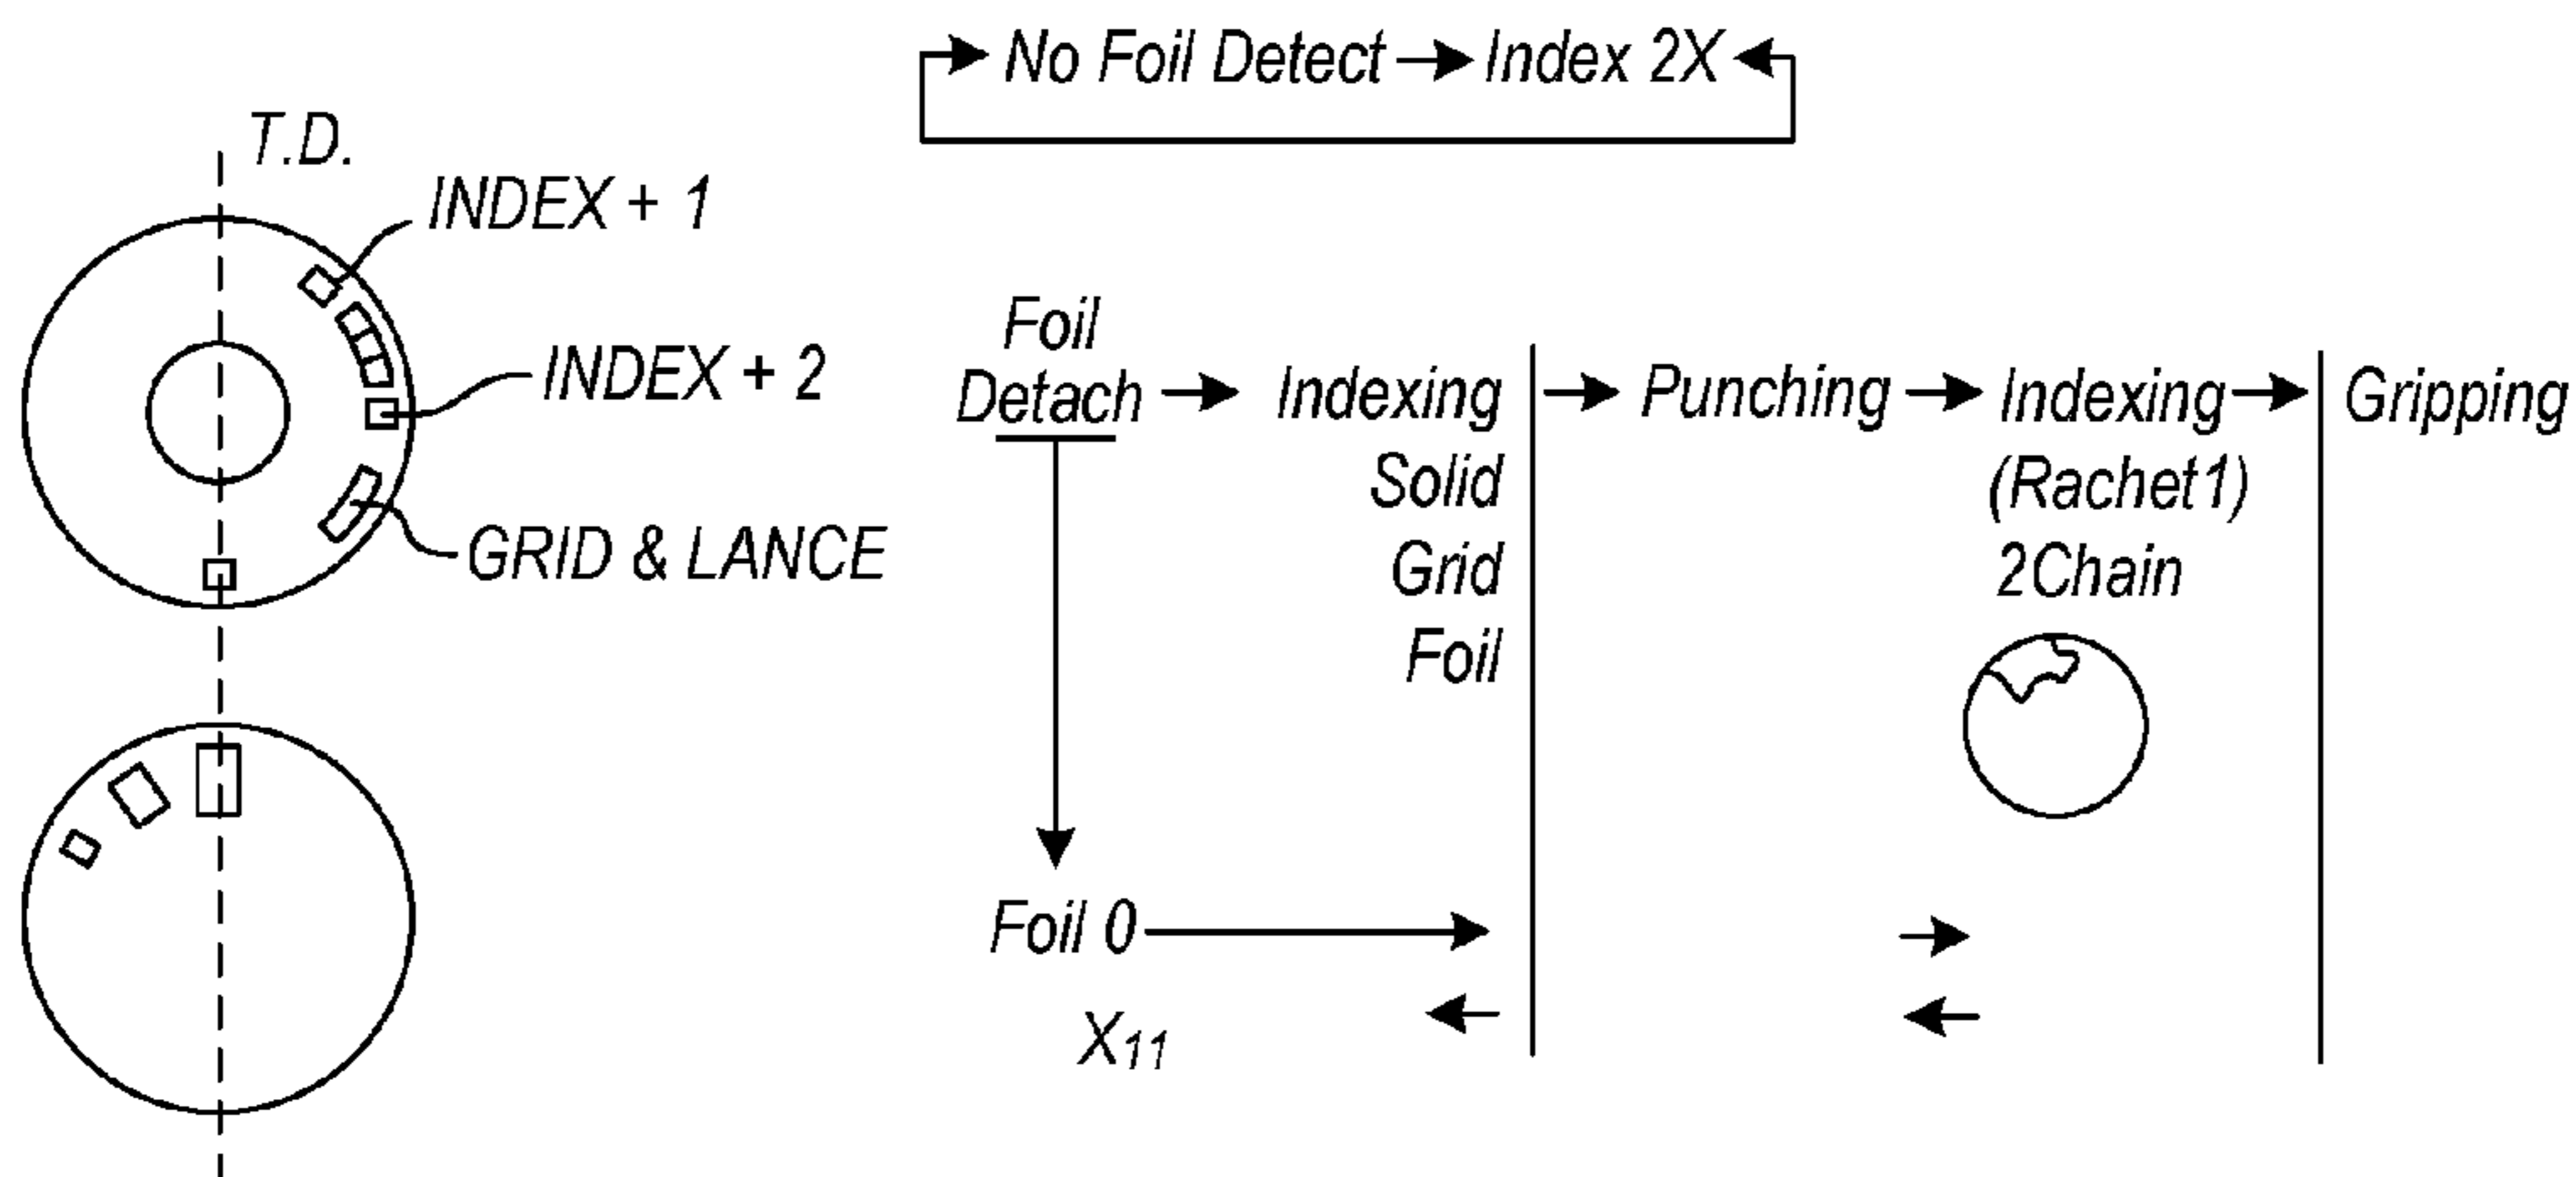 No Foil Detect Index 2X
T.D.
INDEX + 1
INDEX + 2
GRID & LANCE
Foil
Detach
Indexing
Solid
Grid
Foil
Punching
Indexing
(Rachet1)
2Chain
Gripping
Foil 0
X11